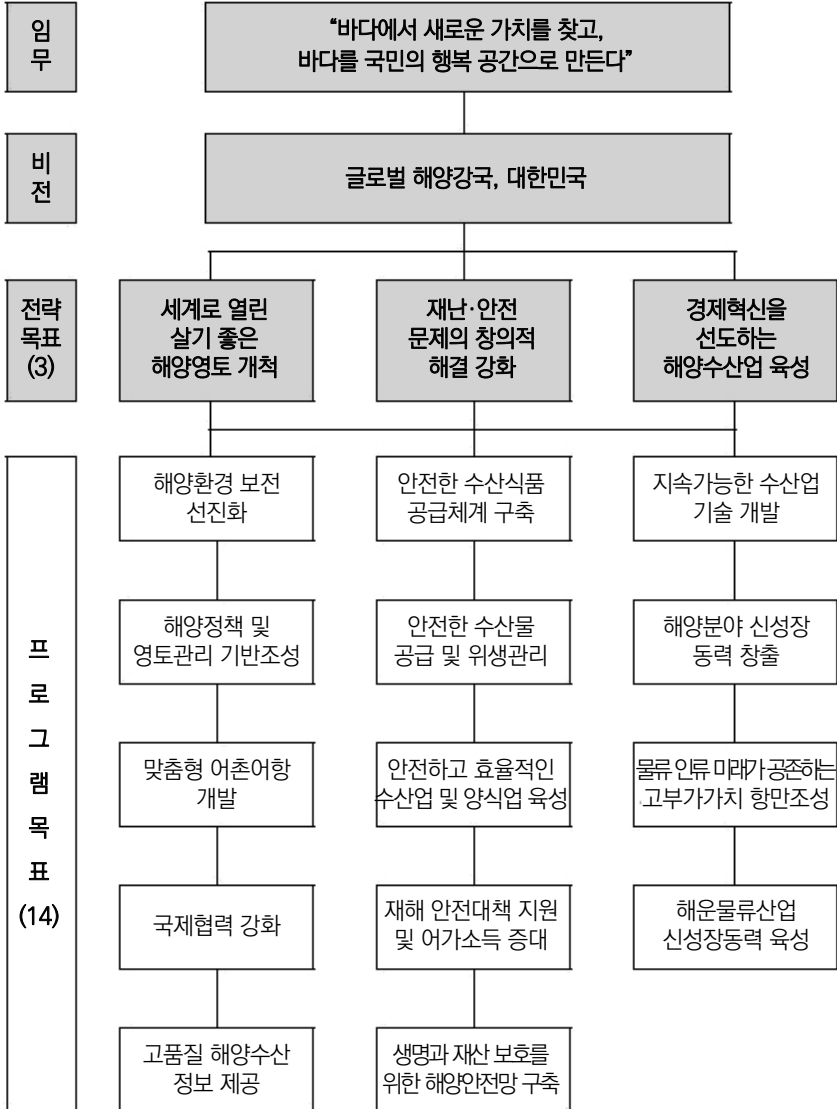 임
무
“바다에서 새로운 가치를 찾고,
바다를 국민의 행복 공간으로 만든다”
비
전
글로벌 해양강국, 대한민국
전략
목표
(3)
세계로 열린
살기 좋은
해양영토 개척
재난·안전
문제의 창의적
해결 강화
경제혁신을
선도하는
해양수산업 육성
프
로
그
램
목
표
(14)
해양환경 보전
선진화
안전한 수산식품
공급체계 구축
지속가능한 수산업
기술 개발
해양정책 및
영토관리 기반조성
안전한 수산물
공급 및 위생관리
해양분야 신성장
동력 창출
맞춤형 어촌어항
개발
안전하고 효율적인
수산업 및 양식업 육성
물류 인류 미래가 공존하는
고부가가치 항만조성
국제협력 강화
재해 안전대책 지원
및 어가소득 증대
해운물류산업
신성장동력 육성
고품질 해양수산
정보 제공
생명과 재산 보호를
위한 해양안전망 구축